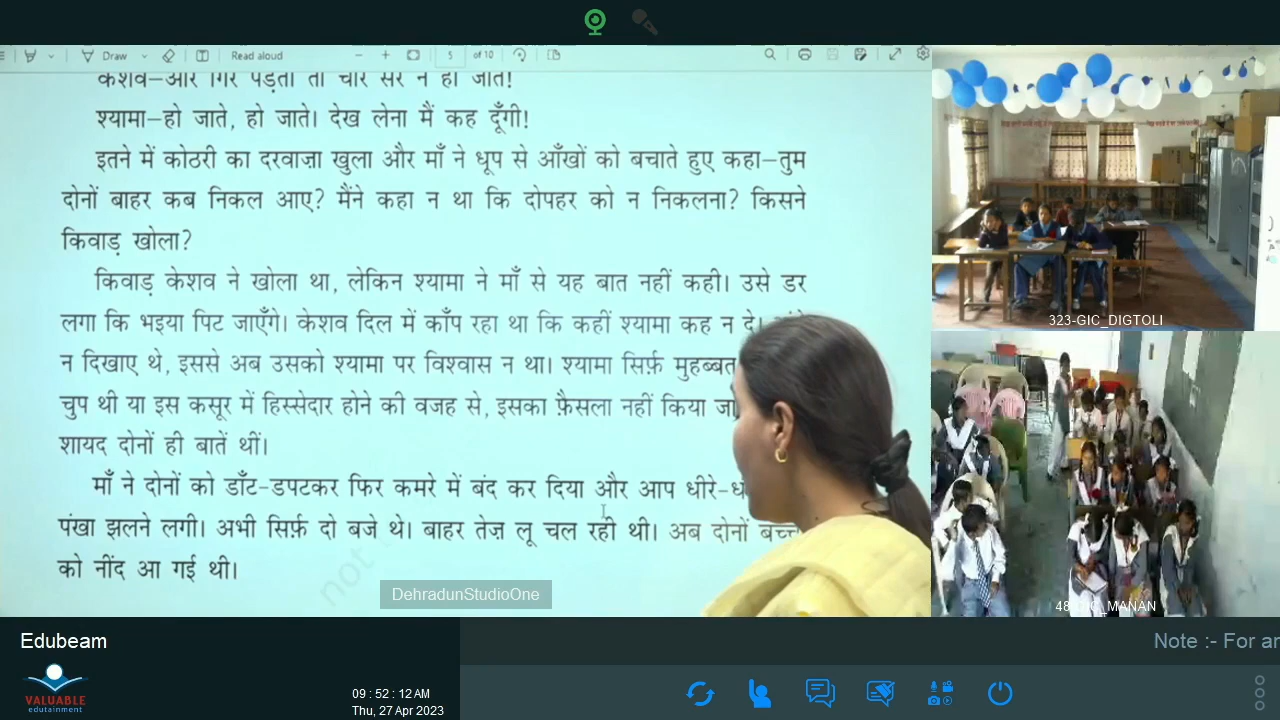 Draw
Read aloud
5
of 10
केशव–और गिर पड़ता तो चार सर न हो जाते!
श्यामा–हो जाते, हो जाते। देख लेना मैं कह दूँगी!
इतने में कोठरी का दरवाज़ा खुला और माँ ने धूप से आँखों को बचाते हुए कहा–तुम
दोनों बाहर कब निकल आए? मैंने कहा न था कि दोपहर को न निकलना? किसने
किवाड़ खोला?
किवाड़ केशव ने खोला था, लेकिन श्यामा ने माँ से यह बात नहीं कही। उसे डर
लगा कि भइया पिट जाएँगे। केशव दिल में काँप रहा था कि कहीं श्यामा कह न दे।
न दिखाए थे, इससे अब उसको श्यामा पर विश्वास न था। श्यामा सिर्फ़ मुहब्बत
चुप थी या इस कसूर में हिस्सेदार होने की वजह से, इसका फ़ैसला नहीं किया जा
शायद दोनों ही बातें थीं।
माँ ने दोनों को डाँट-डपटकर फिर कमरे में बंद कर दिया और आप धीरे-
पंखा झलने लगी। अभी सिर्फ़ दो बजे थे। बाहर तेज़ लू चल रही थी। अब दोनों
को नींद आ गई थी।
not
DehradunStudioOne
323-GIC_DIGTOLI
MANAN
Edubeam
VALUABLE
edutainment
09 : 52 : 12 AM
Thu, 27 Apr 2023
Note :- For